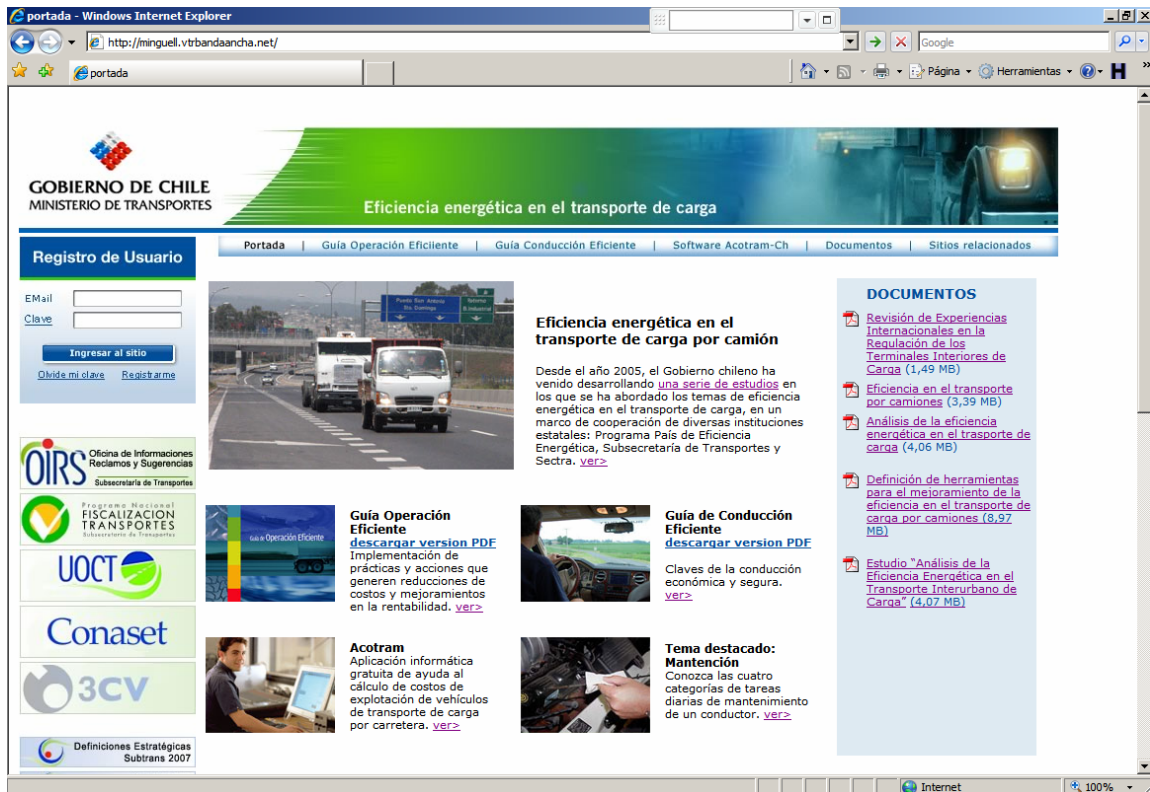 portada - Windows Internet Explorer
http://minguell.vtrbandaancha.net/
Google
portada
Página
Herramientas
GOBIERNO DE CHILE
MINISTERIO DE TRANSPORTES
Eficiencia energética en el transporte de carga
Portada | Guía Operación Eficiiente | Guía Conducción Eficiente | Software Acotram-Ch | Documentos | Sitios relacionados
Registro de Usuario
EMail
Clave
Ingresar al sitio
Olvide mi clave Registrarme
OIRS
Oficina de Informaciones
Reclamos y Sugerencias
Subsecretaría de Transportes
Programa Nacional
FISCALIZACION
TRANSPORTES
Subsecretaría de Transportes
UOCT
Conaset
3CV
Definiciones Estratégicas
Subtrans 2007
Eficiencia energética en el
transporte de carga por camión
Desde el año 2005, el Gobierno chileno ha
venido desarrollando una serie de estudios en
los que se ha abordado los temas de eficiencia
energética en el transporte de carga, en un
marco de cooperación de diversas instituciones
estatales: Programa País de Eficiencia
Energética, Subsecretaría de Transportes y
Sectra. ver>
Guía Operación Eficiente
Guía Operación
Eficiente
descargar version PDF
Implementación de
prácticas y acciones que
generen reducciones de
costos y mejoramientos
en la rentabilidad. ver>
Guía de Conducción
Eficiente
descargar version PDF
Claves de la conducción
económica y segura.
ver>
Acotram
Aplicación informática
gratuita de ayuda al
cálculo de costos de
explotación de vehículos
de transporte de carga
por carretera. ver>
Tema destacado:
Mantención
Conozca las cuatro
categorías de tareas
diarias de mantenimiento
de un conductor. ver>
DOCUMENTOS
Revisión de Experiencias
Internacionales en la
Regulación de los
Terminales Interiores de
Carga (1,49 MB)
Eficiencia en el transporte
por camiones (3,39 MB)
Análisis de la eficiencia
energética en el trasporte de
carga (4,06 MB)
Definición de herramientas
para el mejoramiento de la
eficiencia en el transporte de
carga por camiones (8,97
MB)
Estudio "Análisis de la
Eficiencia Energética en el
Transporte Interurbano de
Carga" (4,07 MB)
Internet
100%